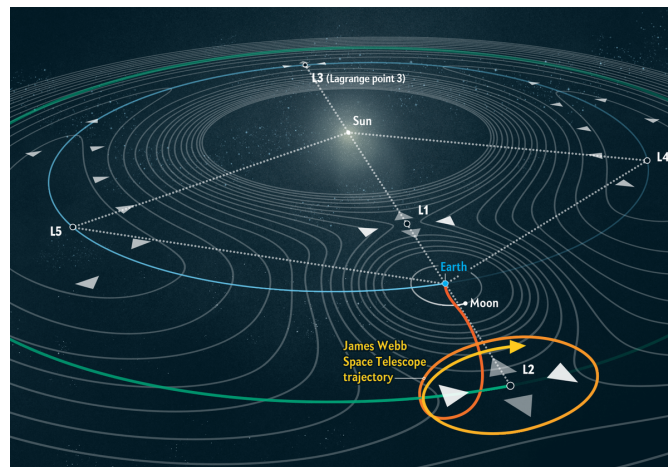 L3 (Lagrange point 3)
Sun
L4
L1
L5
Earth
Moon
James Webb
Space Telescope
trajectory
L2